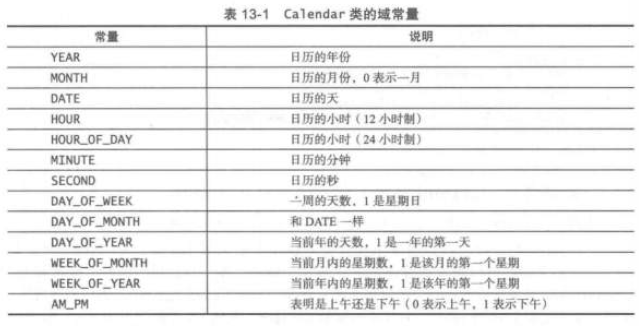 表 13-1 Calendar 类的域常量
常量 说明
YEAR 日历的年份
MONTH 日历的月份，0 表示一月
DATE 日历的天
HOUR 日历的小时（12 小时制）
HOUR_OF_DAY 日历的小时（24 小时制）
MINUTE 日历的分钟
SECOND 日历的秒
DAY_OF_WEEK 一周的天数，1 是星期日
DAY_OF_MONTH 和 DATE 一样
DAY_OF_YEAR 当前年的天数，1 是一年的第一天
WEEK_OF_MONTH 当前月内的星期数，1 是该月的第一个星期
WEEK_OF_YEAR 当前年内的星期数，1 是该年的第一个星期
AM_PM 表明是上午还是下午（0 表示上午，1 表示下午）